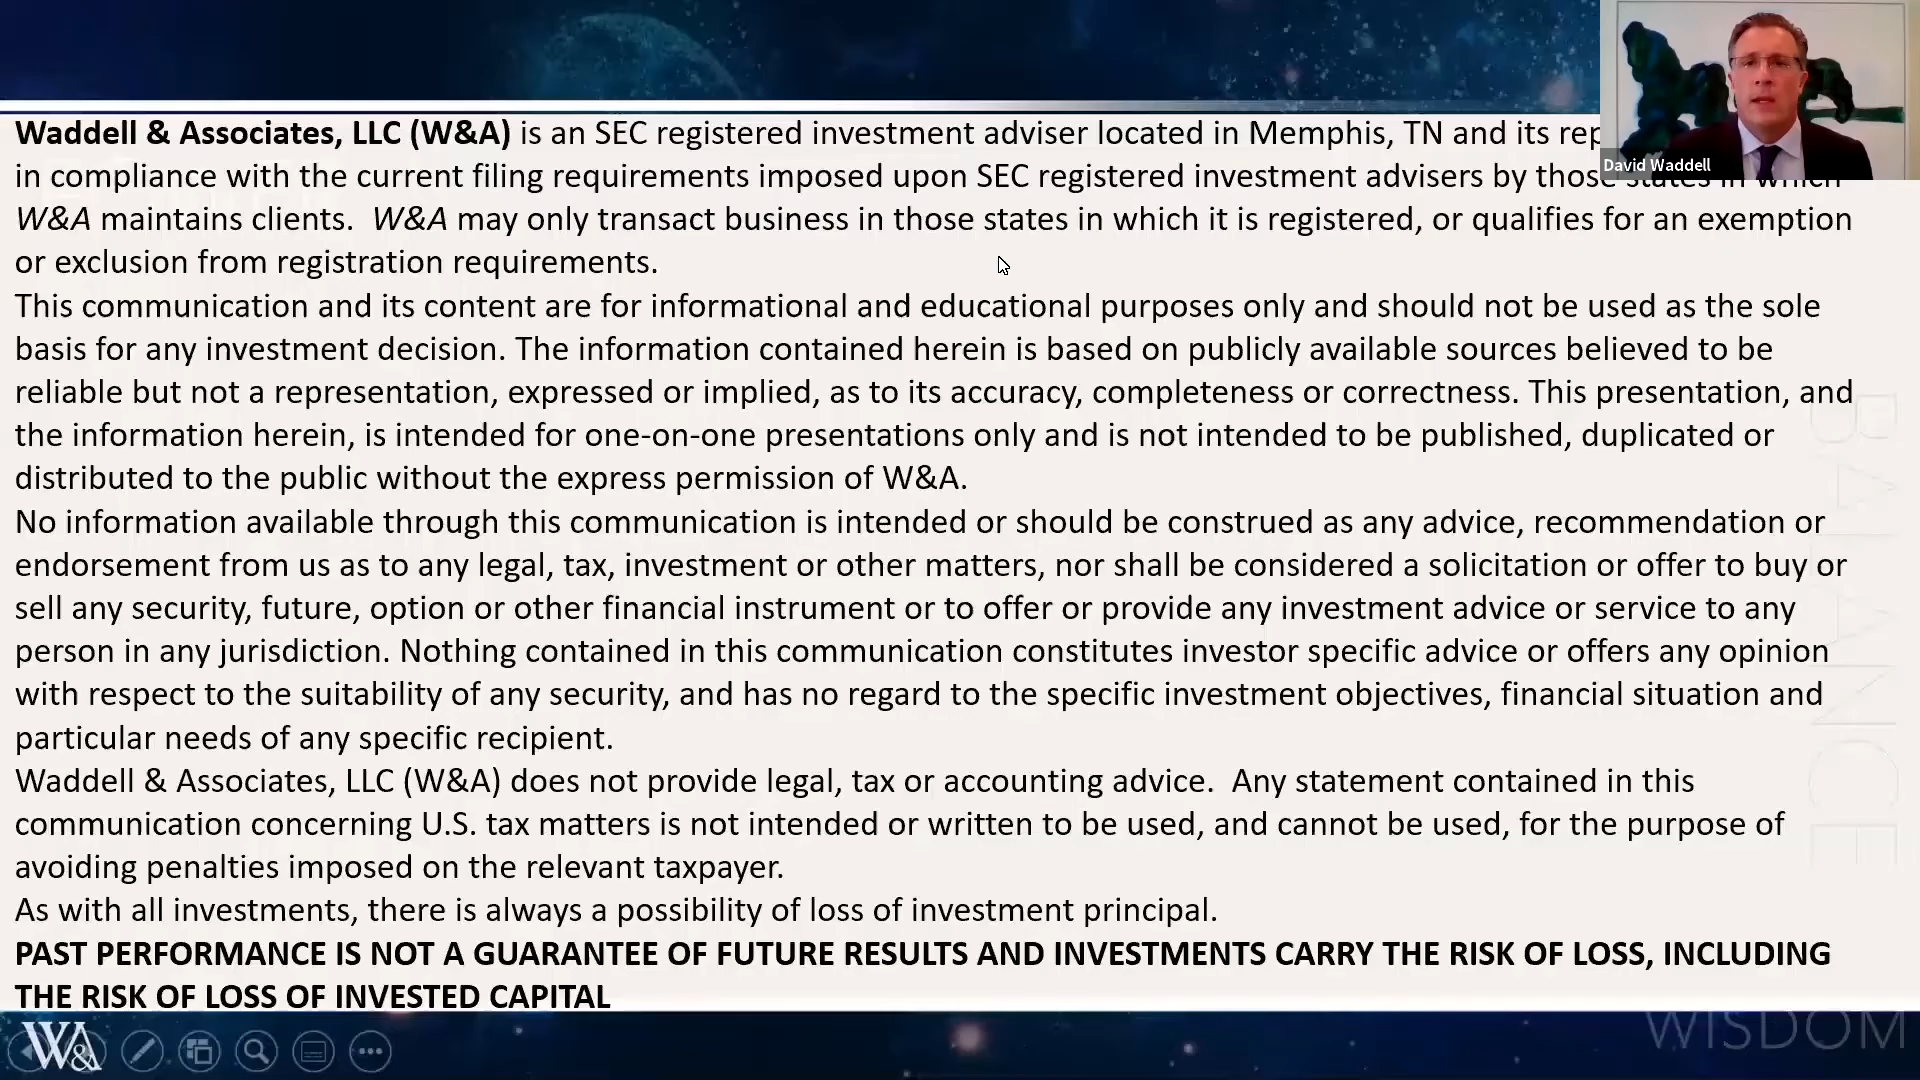 Waddell & Associates, LLC (W&A) is an SEC registered investment adviser located in Memphis, TN and its
David Waddell
in compliance with the current filing requirements imposed upon SEC registered investment advisers by those states in which
W&A maintains clients. W&A may only transact business in those states in which it is registered, or qualifies for an exemption
or exclusion from registration requirements.
This communication and its content are for informational and educational purposes only and should not be used as the sole
basis for any investment decision. The information contained herein is based on publicly available sources believed to be
reliable but not a representation, expressed or implied, as to its accuracy, completeness or correctness. This presentation, and
the information herein, is intended for one-on-one presentations only and is not intended to be published, duplicated or
distributed to the public without the express permission of W&A.
No information available through this communication is intended or should be construed as any advice, recommendation or
endorsement from us as to any legal, tax, investment or other matters, nor shall be considered a solicitation or offer to buy or
sell any security, future, option or other financial instrument or to offer or provide any investment advice or service to any
person in any jurisdiction. Nothing contained in this communication constitutes investor specific advice or offers any opinion
with respect to the suitability of any security, and has no regard to the specific investment objectives, financial situation and
particular needs of any specific recipient.
Waddell & Associates, LLC (W&A) does not provide legal, tax or accounting advice. Any statement contained in this
communication concerning U.S. tax matters is not intended or written to be used, and cannot be used, for the purpose of
avoiding penalties imposed on the relevant taxpayer.
As with all investments, there is always a possibility of loss of investment principal.
PAST PERFORMANCE IS NOT A GUARANTEE OF FUTURE RESULTS AND INVESTMENTS CARRY THE RISK OF LOSS, INCLUDING
THE RISK OF LOSS OF INVESTED CAPITAL
BALANCE
W&A
WISDOM